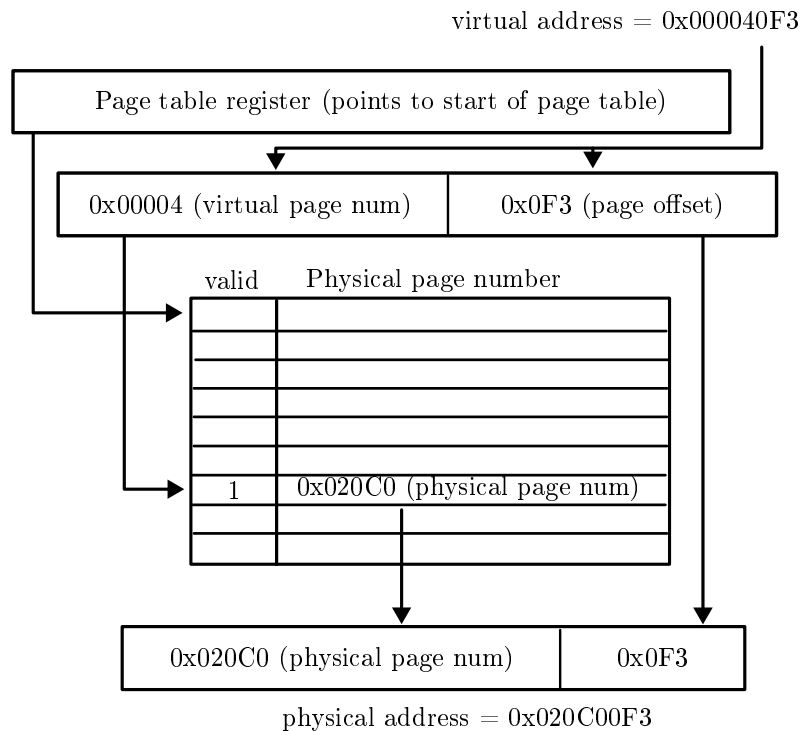 virtual address = 0x000040F3
Page table register (points to start of page table)
0x00004 (virtual page num) 0x0F3 (page offset)
valid Physical page number
1 0x020C0 (physical page num)
0x020C0 (physical page num) 0x0F3
physical address = 0x020C00F3